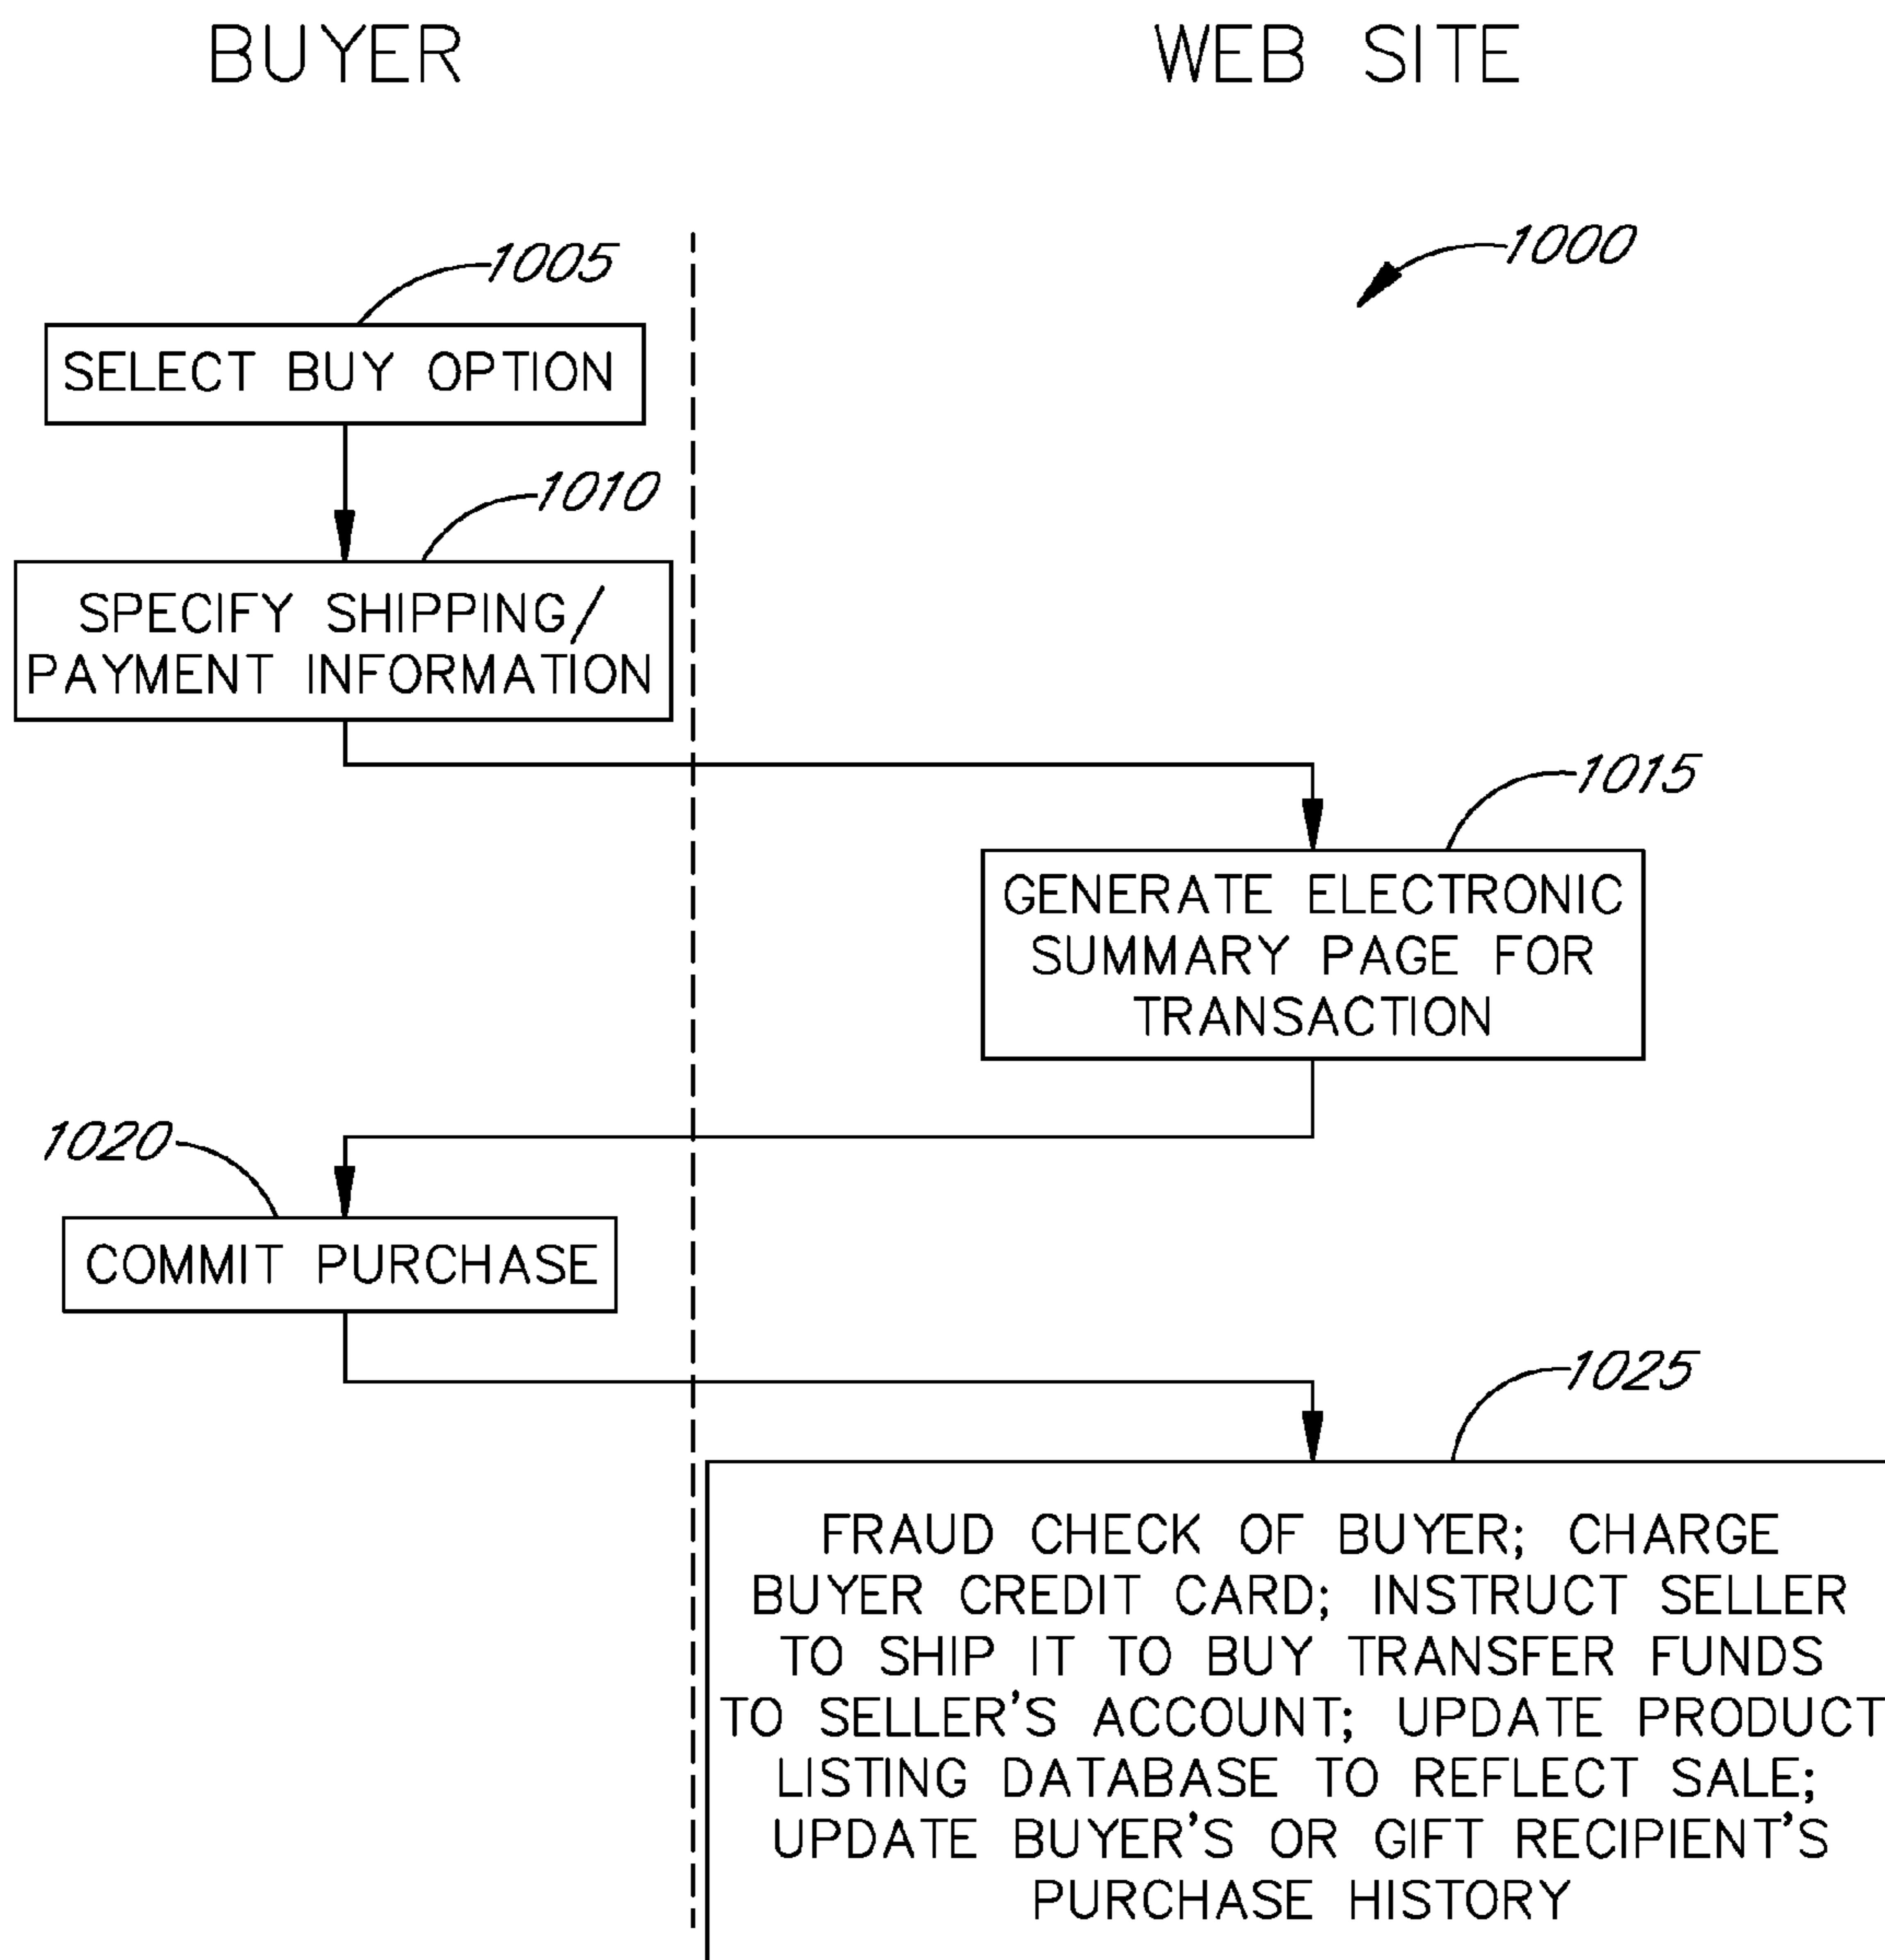 BUYER
WEB SITE
1000
1005
SELECT BUY OPTION
1010
SPECIFY SHIPPING/
PAYMENT INFORMATION
1015
GENERATE ELECTRONIC
SUMMARY PAGE FOR
TRANSACTION
1020
COMMIT PURCHASE
1025
FRAUD CHECK OF BUYER; CHARGE
BUYER CREDIT CARD; INSTRUCT SELLER
TO SHIP IT TO BUY TRANSFER FUNDS
TO SELLER'S ACCOUNT; UPDATE PRODUCT
LISTING DATABASE TO REFLECT SALE;
UPDATE BUYER'S OR GIFT RECIPIENT'S
PURCHASE HISTORY